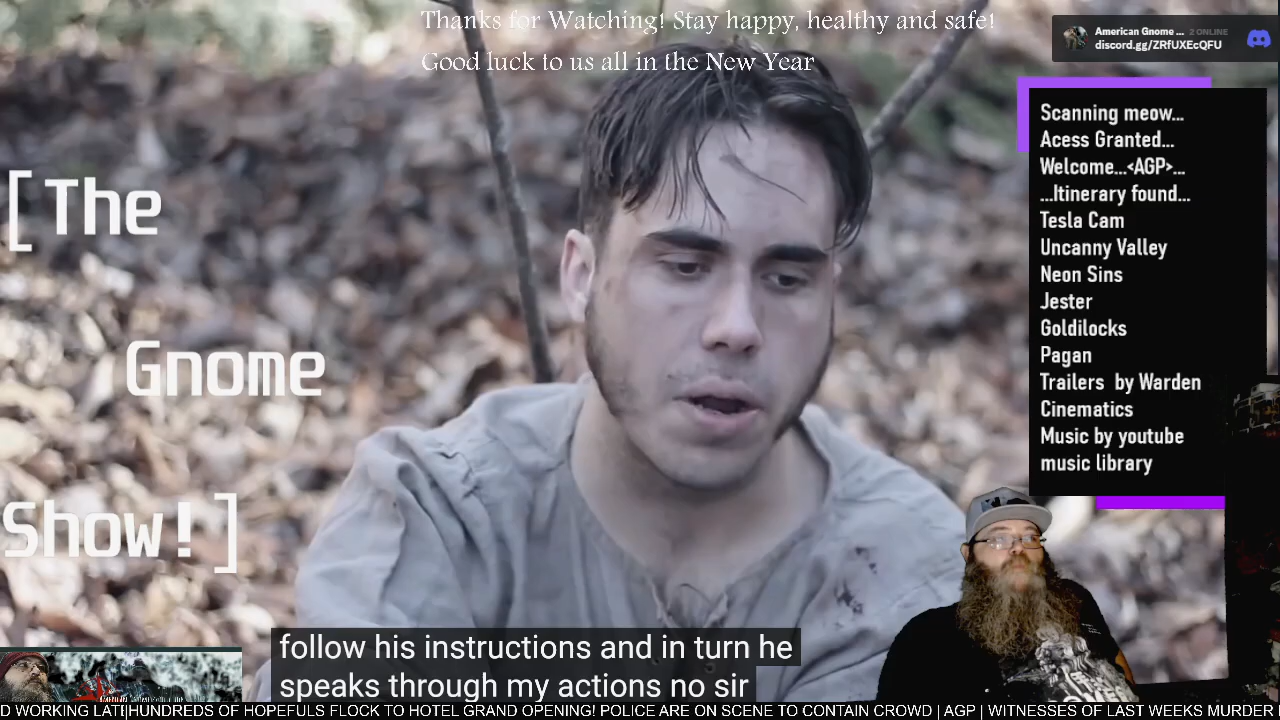 Thanks for Watching! Stay happy, healthy and safe!
Good luck to us all in the New Year
American Gnome ... 2 ONLINE
discord.gg/ZRfUXEcQFU
Scanning meow...
Acess Granted...
Welcome...<AGP>...
...Itinerary found...
Tesla Cam
Uncanny Valley
Neon Sins
Jester
Goldilocks
Pagan
Trailers by Warden
Cinematics
Music by youtube
music library
[The
Gnome
Show!]
follow his instructions and in turn he
speaks through my actions no sir
D WORKING LATE|HUNDREDS OF HOPEFULS FLOCK TO HOTEL GRAND OPENING! POLICE ARE ON SCENE TO CONTAIN CROWD | AGP | WITNESSES OF LAST WEEKS MURDER